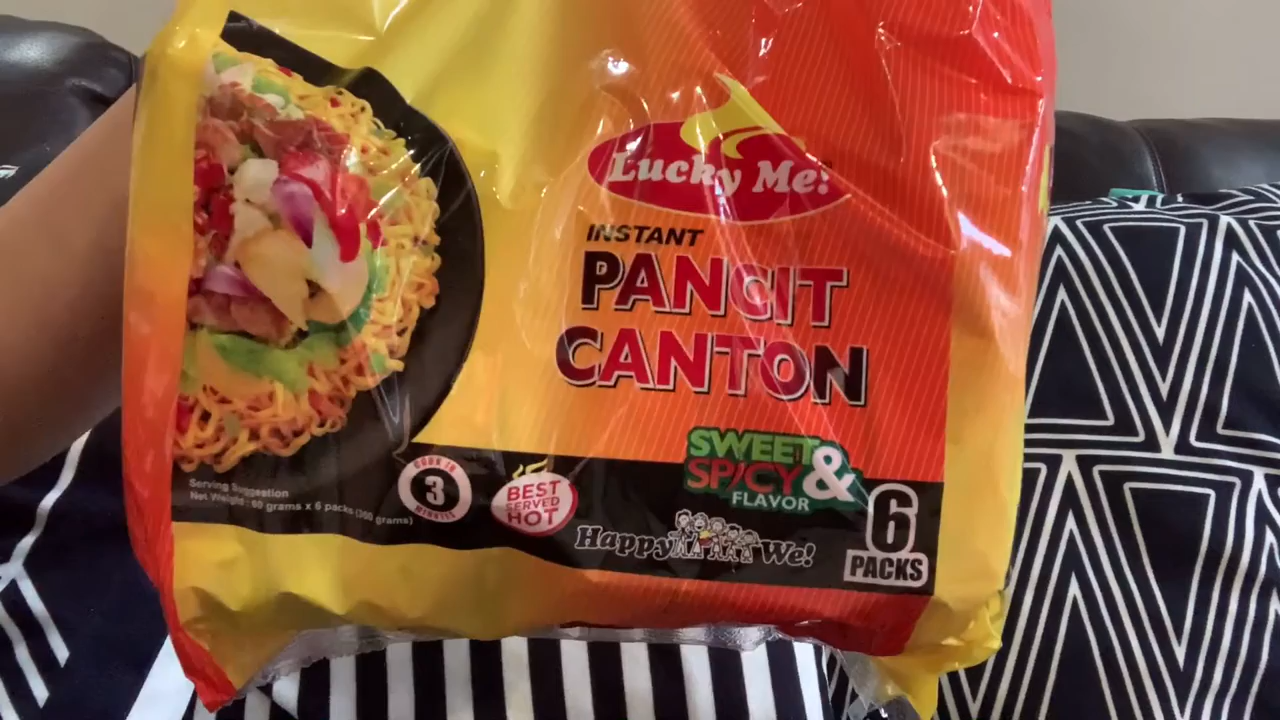 Lucky Me!
INSTANT
PANCIT
CANTON
SWEET &
SPICY
FLAVOR
Serving Suggestion
Net Weight : 60 grams x 6 packs (360 grams)
COOK IN
3
MINUTES
BEST
SERVED
HOT
Happy We!
6
PACKS